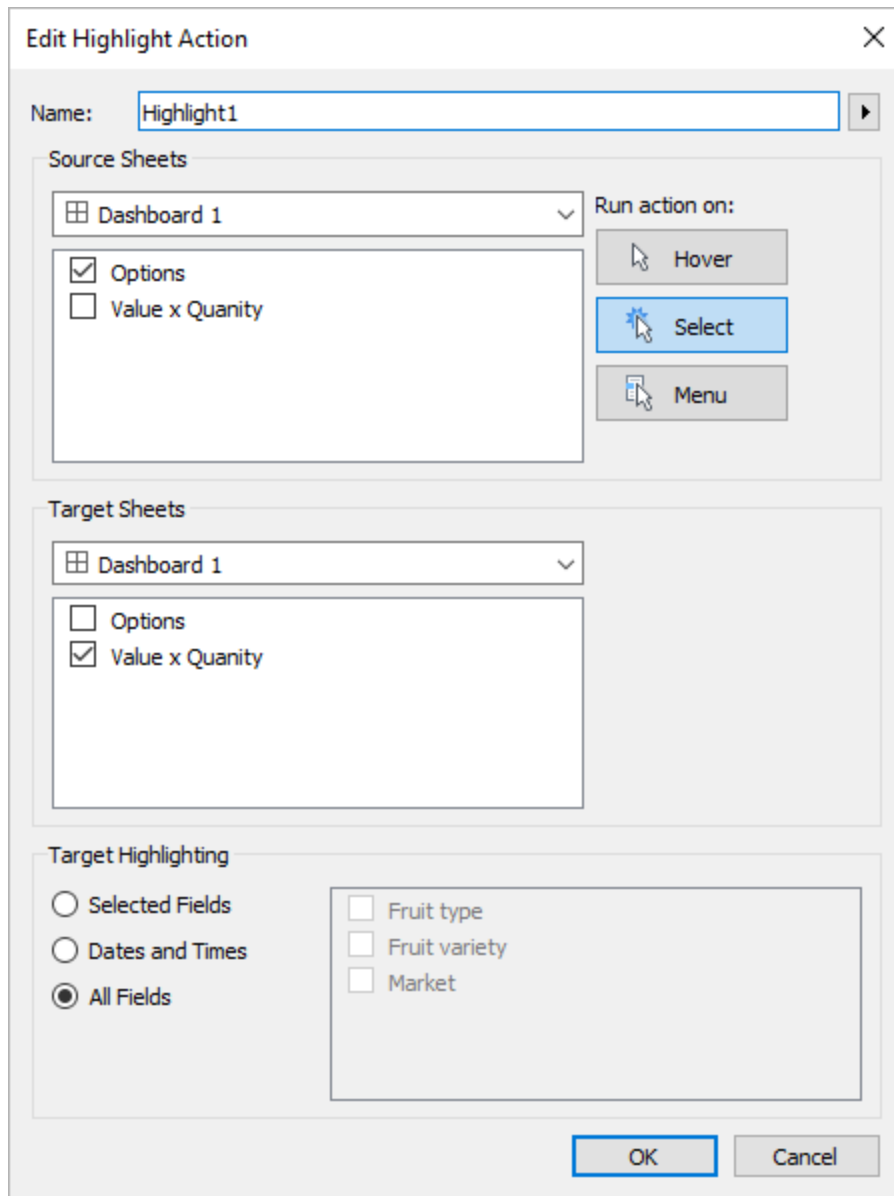 Edit Highlight Action
Name: Highlight1
Source Sheets
Dashboard 1
Run action on:
Options
Value x Quanity
Hover
Select
Menu
Target Sheets
Dashboard 1
Options
Value x Quanity
Target Highlighting
Selected Fields
Dates and Times
All Fields
Fruit type
Fruit variety
Market
OK Cancel